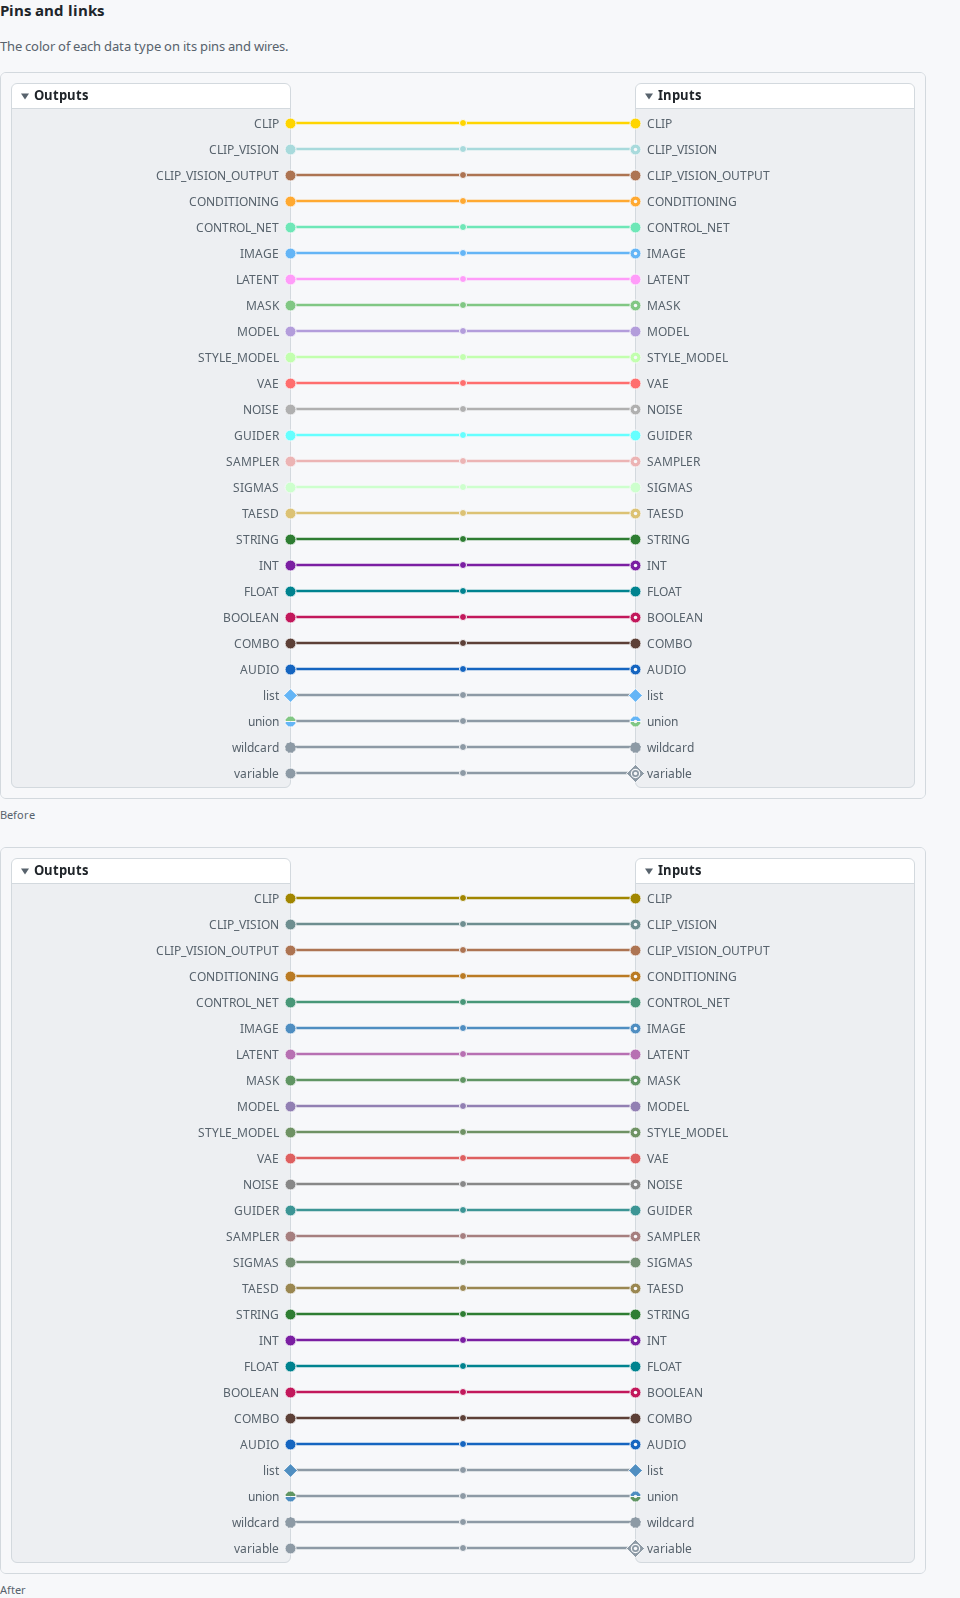 Pins and links
The color of each data type on its pins and wires.
Outputs Inputs
CLIP CLIP
CLIP_VISION CLIP_VISION
CLIP_VISION_OUTPUT CLIP_VISION_OUTPUT
CONDITIONING CONDITIONING
CONTROL_NET CONTROL_NET
IMAGE IMAGE
LATENT LATENT
MASK MASK
MODEL MODEL
STYLE_MODEL STYLE_MODEL
VAE VAE
NOISE NOISE
GUIDER GUIDER
SAMPLER SAMPLER
SIGMAS SIGMAS
TAESD TAESD
STRING STRING
INT INT
FLOAT FLOAT
BOOLEAN BOOLEAN
COMBO COMBO
AUDIO AUDIO
list list
union union
wildcard wildcard
variable variable
Before
Outputs Inputs
CLIP CLIP
CLIP_VISION CLIP_VISION
CLIP_VISION_OUTPUT CLIP_VISION_OUTPUT
CONDITIONING CONDITIONING
CONTROL_NET CONTROL_NET
IMAGE IMAGE
LATENT LATENT
MASK MASK
MODEL MODEL
STYLE_MODEL STYLE_MODEL
VAE VAE
NOISE NOISE
GUIDER GUIDER
SAMPLER SAMPLER
SIGMAS SIGMAS
TAESD TAESD
STRING STRING
INT INT
FLOAT FLOAT
BOOLEAN BOOLEAN
COMBO COMBO
AUDIO AUDIO
list list
union union
wildcard wildcard
variable variable
After